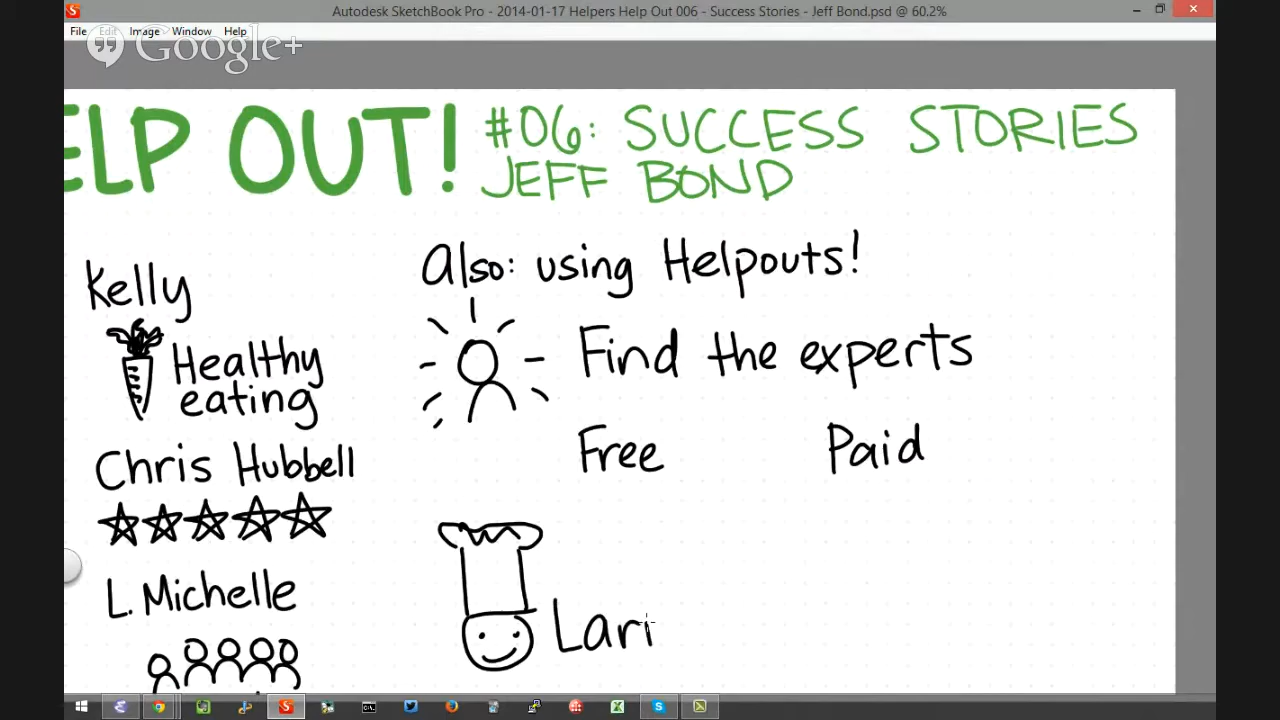 Autodesk SketchBook Pro - 2014-01-17 Helpers Help Out 006 - Success Stories - Jeff Bond.psd @ 60,2%
File Edit Image Window Help
Google+
ELP OUT! #06: SUCCESS STORIES
JEFF BOND
Also: using Helpouts!
Kelly
Find the experts
Healthy
eating
Free Paid
Chris Hubbell
L. Michelle
Lari